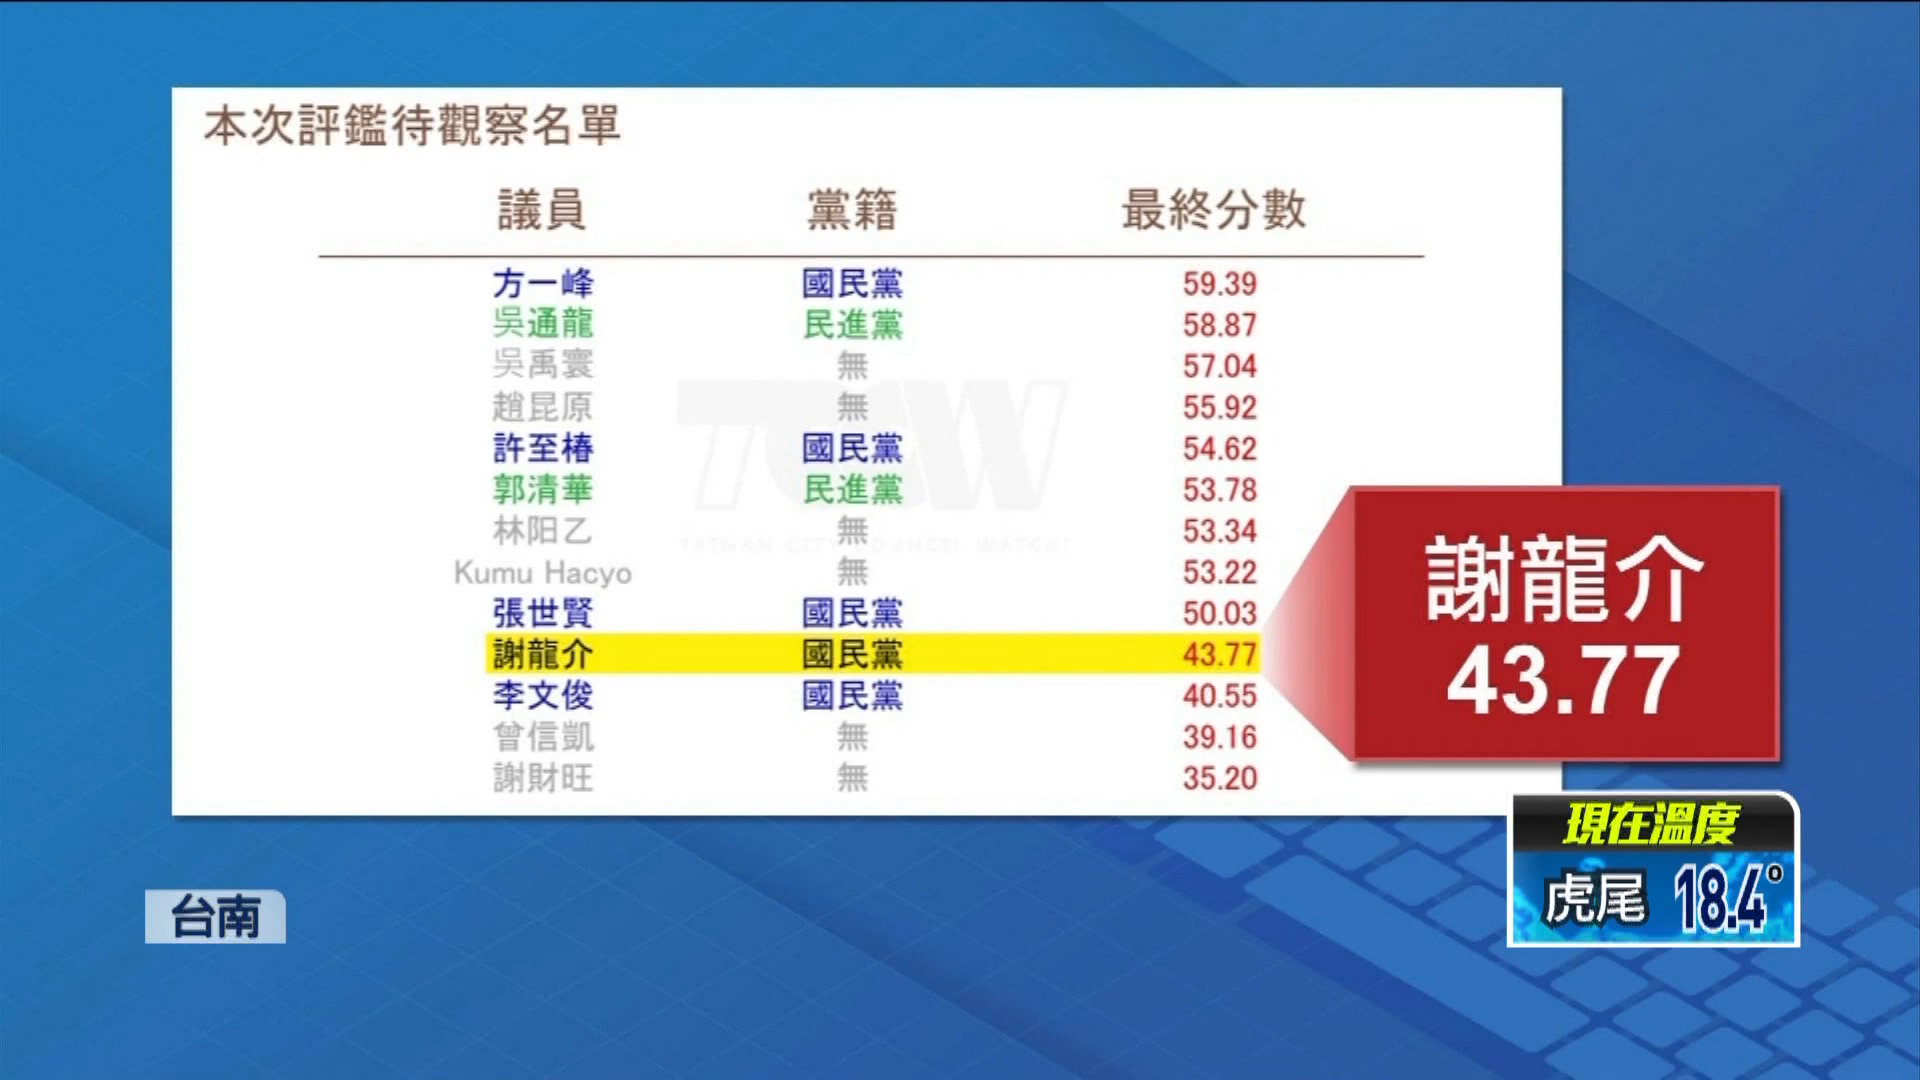 本次評鑑待觀察名單
議員 黨籍 最終分數
方一峰 國民黨 59.39
吳通龍 民進黨 58.87
吳禹寰 無 57.04
趙昆原 無 55.92
許至椿 國民黨 54.62
郭清華 民進黨 53.78
林阳乙 無 53.34
Kumu Hacyo 無 53.22
張世賢 國民黨 50.03
謝龍介 國民黨 43.77
李文俊 國民黨 40.55
曾信凱 無 39.16
謝財旺 無 35.20
TCCW
TAINAN CITY COUNCIL WATCH
謝龍介
43.77
現在溫度
虎尾 18.4°
台南